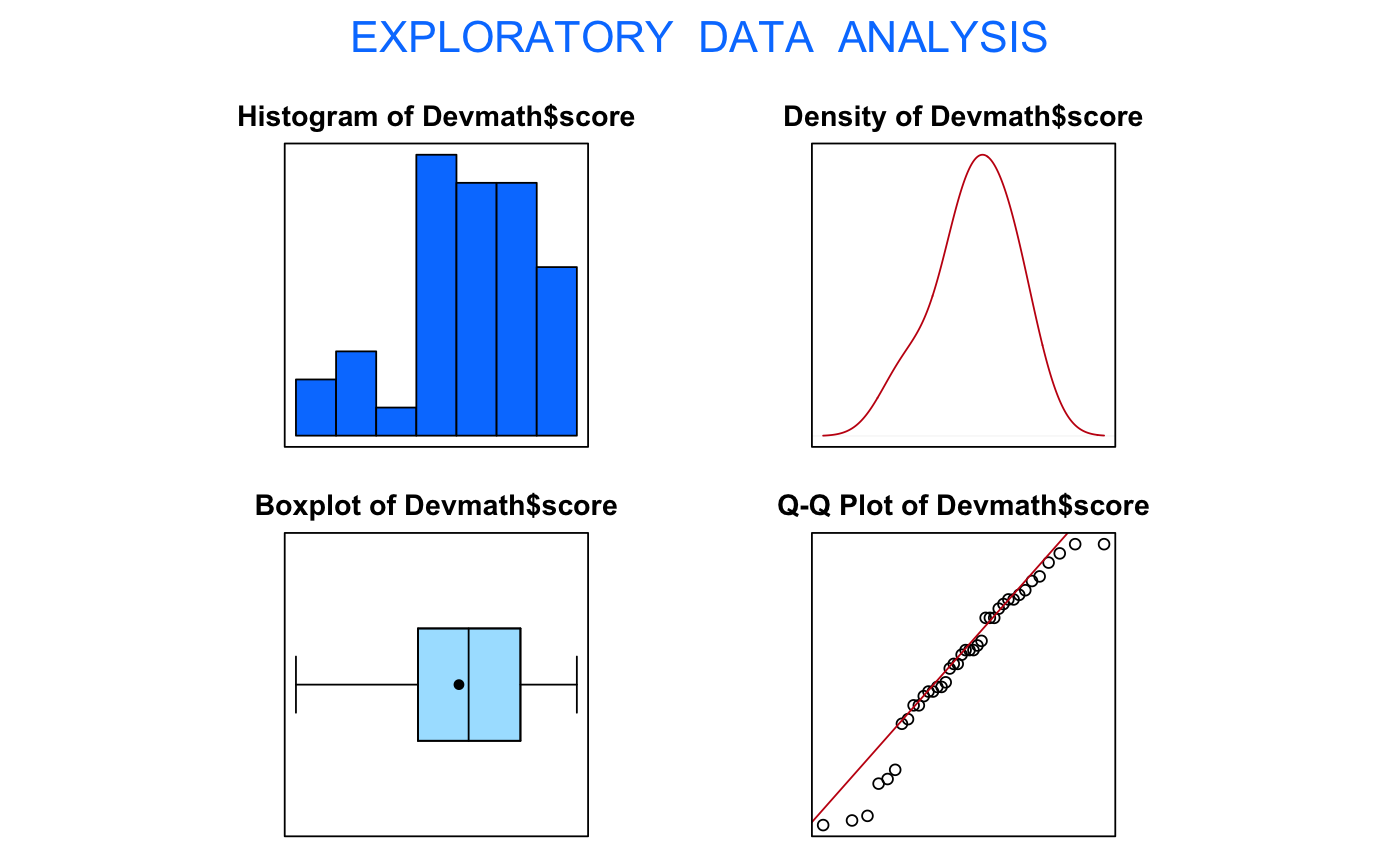 EXPLORATORY DATA ANALYSIS
Histogram of Devmath$score
Density of Devmath$score
Boxplot of Devmath$score
Q-Q Plot of Devmath$score